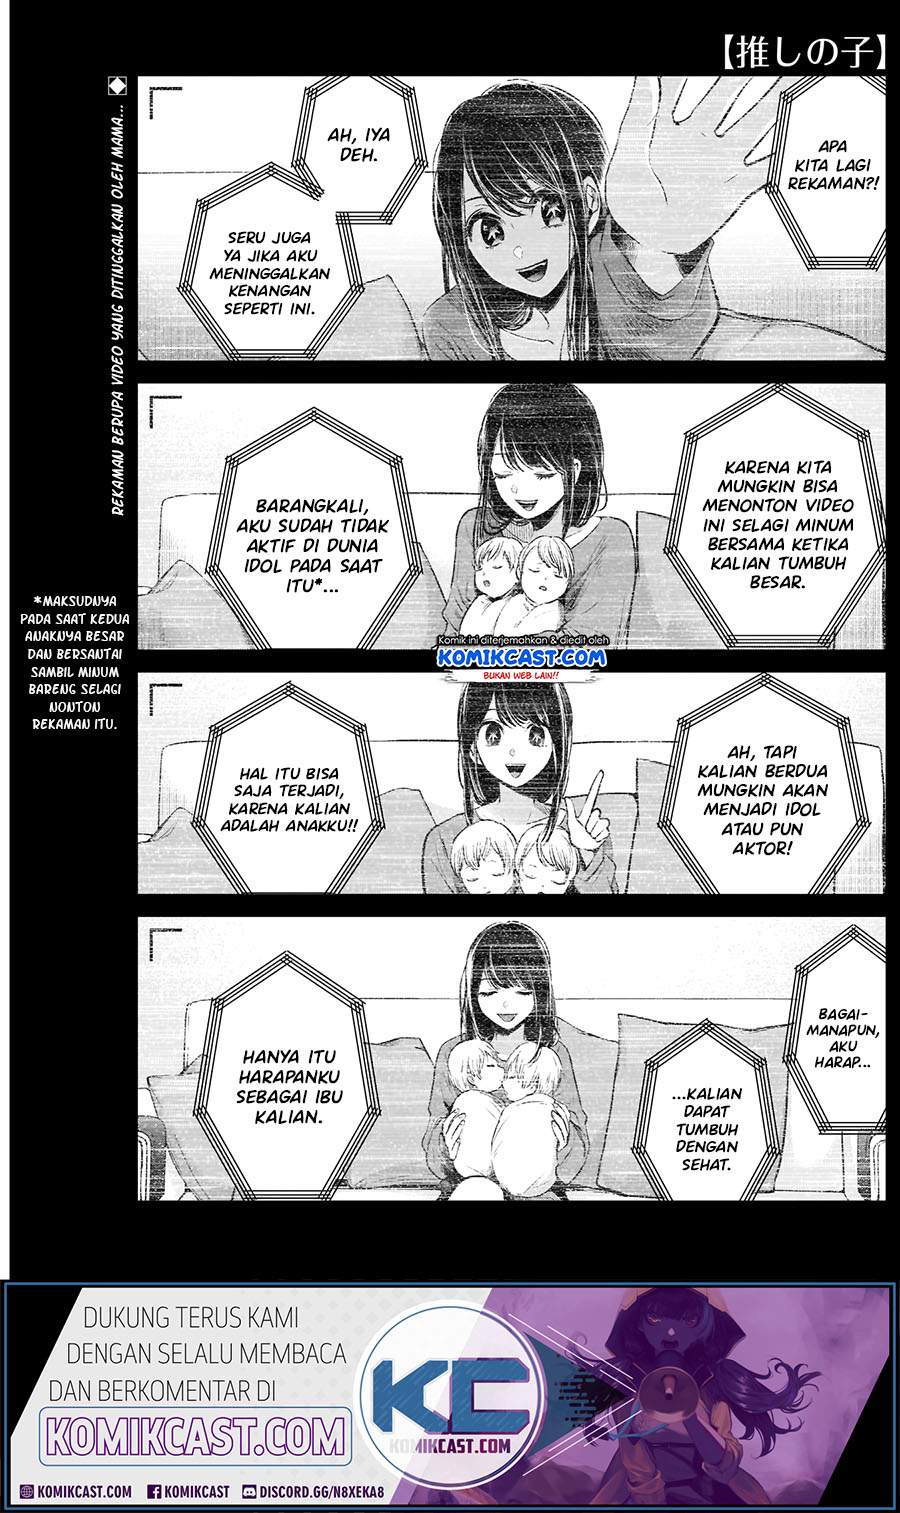 【推しの子】
APA
KITA LAGI
REKAMAN?!
AH, IYA
DEH.
SERU JUGA
YA JIKA AKU
MENINGGALKAN
KENANGAN
SEPERTI INI.
REKAMAN BERUPA VIDEO YANG DITINGGALKAN OLEH MAMA...
KARENA KITA
MUNGKIN BISA
MENONTON VIDEO
INI SELAGI MINUM
BERSAMA KETIKA
KALIAN TUMBUH
BESAR.
BARANGKALI,
AKU SUDAH TIDAK
AKTIF DI DUNIA
IDOL PADA SAAT
ITU*...
*MAKSUDNYA
PADA SAAT KEDUA
ANAKNYA BESAR
DAN BERSANTAI
SAMBIL MINUM
BARENG SELAGI
NONTON
REKAMAN ITU.
Komik ini diterjemahkan & diedit oleh
KOMIKCAST.COM
BUKAN WEB LAIN!!
AH, TAPI
KALIAN BERDUA
MUNGKIN AKAN
MENJADI IDOL
ATAU PUN
AKTOR!
HAL ITU BISA
SAJA TERJADI,
KARENA KALIAN
ADALAH ANAKKU!!
BAGAI-
MANAPUN,
AKU
HARAP...
...KALIAN
DAPAT
TUMBUH
DENGAN
SEHAT.
HANYA ITU
HARAPANKU
SEBAGAI IBU
KALIAN.
DUKUNG TERUS KAMI
DENGAN SELALU MEMBACA
DAN BERKOMENTAR DI
KOMIKCAST.COM
KC
KOMIKCAST.COM
KOMIKCAST.COM KOMIKCAST DISCORD.GG/N8XEKA8